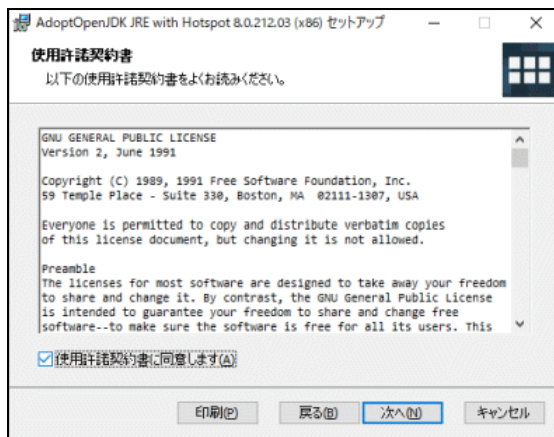 AdoptOpenJDK JRE with Hotspot 8.0.212.03 (x86) セットアップ
使用許諾契約書
以下の使用許諾契約書をよくお読みください。
GNU GENERAL PUBLIC LICENSE
Version 2, June 1991
Copyright (C) 1989, 1991 Free Software Foundation, Inc.
59 Temple Place - Suite 330, Boston, MA  02111-1307, USA
Everyone is permitted to copy and distribute verbatim copies
of this license document, but changing it is not allowed.
Preamble
The licenses for most software are designed to take away your freedom
to share and change it. By contrast, the GNU General Public License
is intended to guarantee your freedom to share and change free
software--to make sure the software is free for all its users. This
使用許諾契約書に同意します(A)
印刷(P)
戻る(B)
次へ(N)
キャンセル